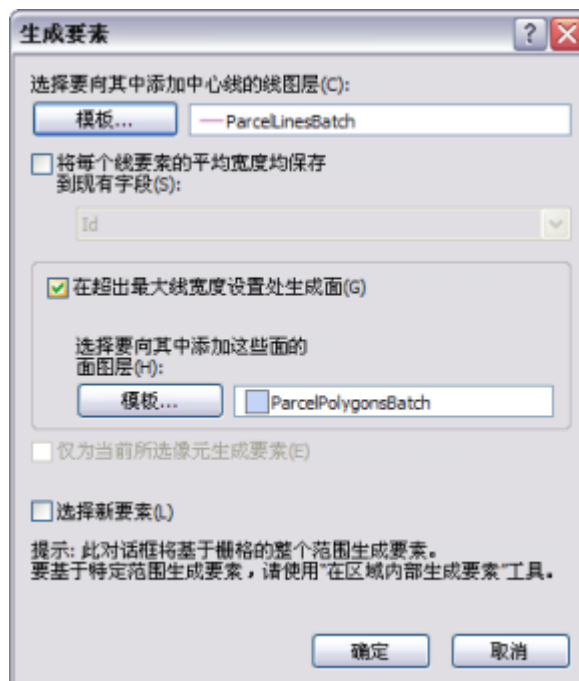 生成要素
选择要向其中添加中心线的线图层(C):
模板... ParcelLinesBatch
将每个线要素的平均宽度均保存
到现有字段(S):
Id
在超出最大线宽度设置处生成面(G)
选择要向其中添加这些面的
面图层(H):
模板... ParcelPolygonsBatch
仅为当前所选像元生成要素(E)
选择新要素(L)
提示: 此对话框将基于栅格的整个范围生成要素。
要基于特定范围生成要素，请使用"在区域内部生成要素"工具。
确定 取消